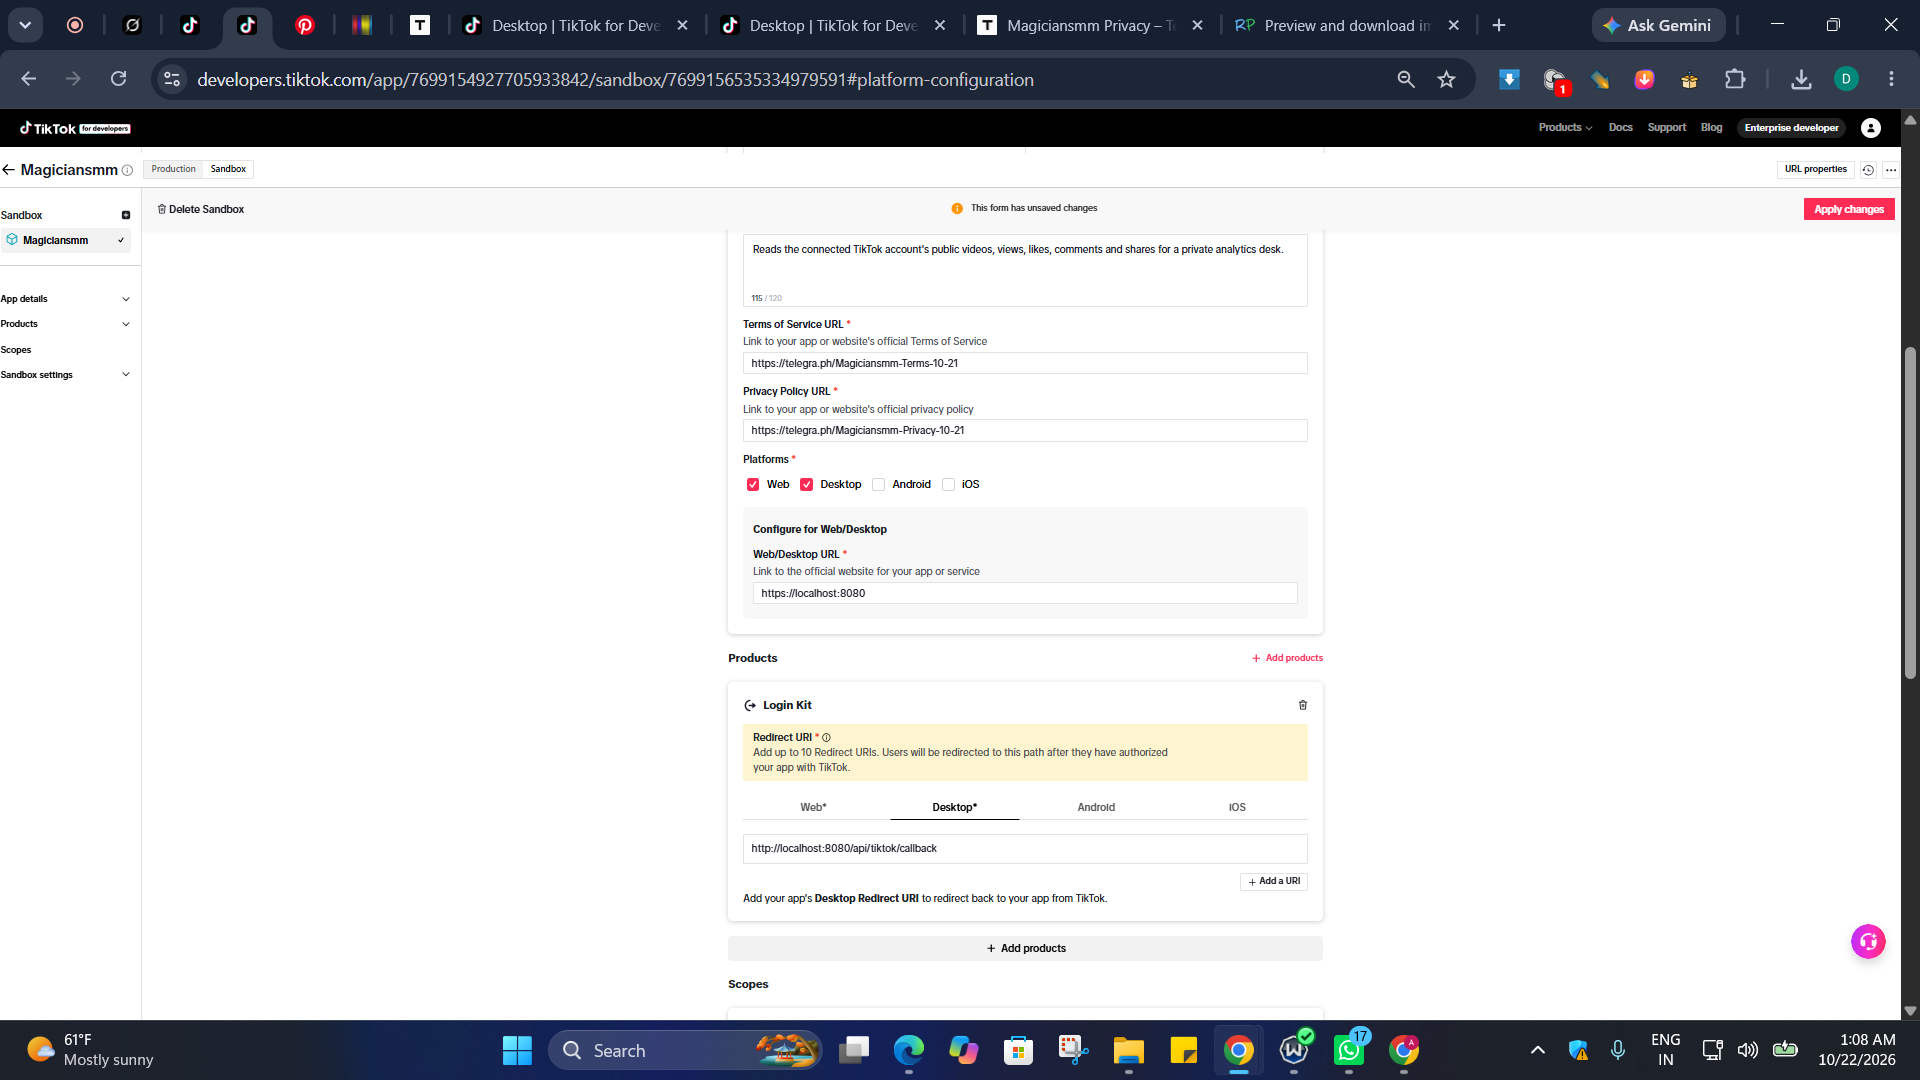 Desktop | TikTok for Deve
Desktop | TikTok for Deve
Magiciansmm Privacy – Te
Preview and download im
Ask Gemini
developers.tiktok.com/app/7699154927705933842/sandbox/7699156535334979591#platform-configuration
1
D
TikTok for developers
Products
Docs
Support
Blog
Enterprise developer
Magiciansmm
Production
Sandbox
URL properties
Sandbox
Magiciansmm
Delete Sandbox
This form has unsaved changes
Apply changes
App details
Products
Scopes
Sandbox settings
Reads the connected TikTok account's public videos, views, likes, comments and shares for a private analytics desk.
115 / 120
Terms of Service URL *
Link to your app or website's official Terms of Service
https://telegra.ph/Magiciansmm-Terms-10-21
Privacy Policy URL *
Link to your app or website's official privacy policy
https://telegra.ph/Magiciansmm-Privacy-10-21
Platforms *
Web
Desktop
Android
iOS
Configure for Web/Desktop
Web/Desktop URL *
Link to the official website for your app or service
https://localhost:8080
Products
+ Add products
Login Kit
Redirect URI *
Add up to 10 Redirect URIs. Users will be redirected to this path after they have authorized
your app with TikTok.
Web*
Desktop*
Android
iOS
http://localhost:8080/api/tiktok/callback
+ Add a URI
Add your app's Desktop Redirect URI to redirect back to your app from TikTok.
+ Add products
Scopes
61°F
Mostly sunny
Search
17
A
ENG
IN
1:08 AM
10/22/2026